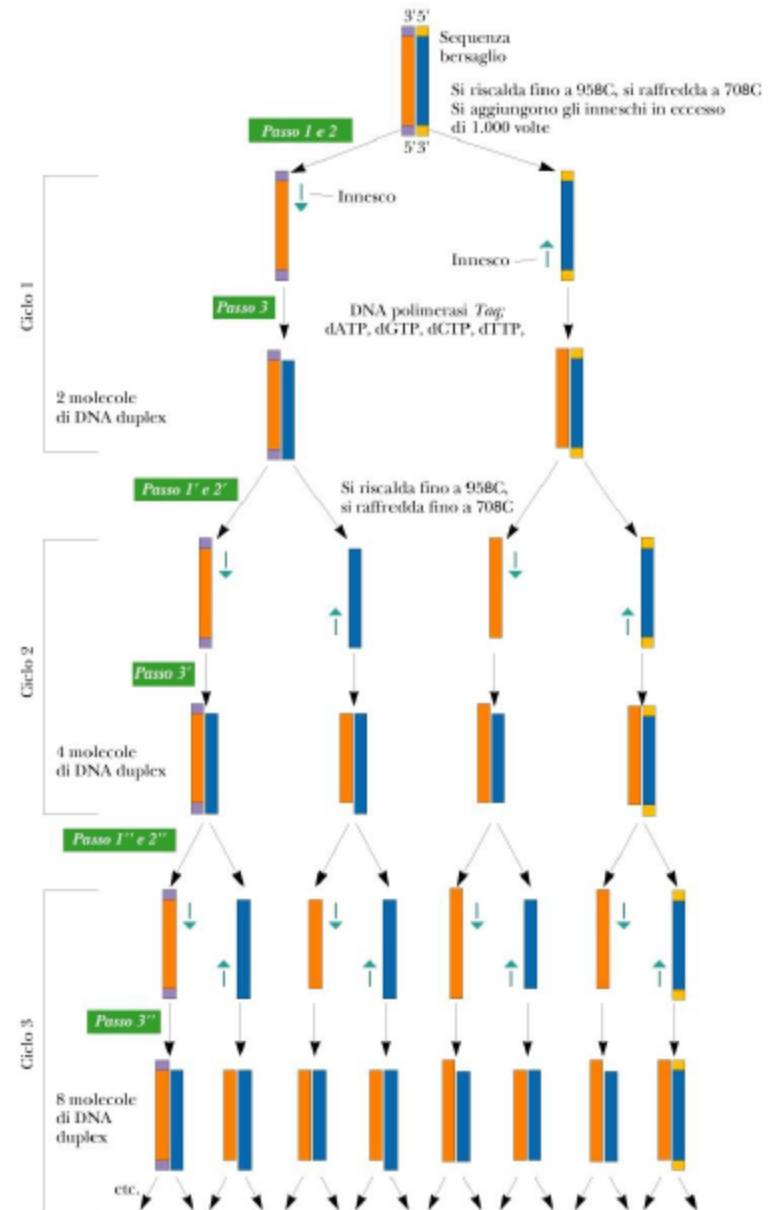 3'5'
Sequenza
bersaglio
Si riscalda fino a 958C, si raffredda a 708C
Si aggiungono gli inneschi in eccesso
di 1.000 volte
Passo 1 e 2
5'3'
Innesco
Innesco
Ciclo 1
Passo 3
DNA polimerasi Taq;
dATP, dGTP, dCTP, dTTP,
2 molecole
di DNA duplex
Passo 1' e 2'
Si riscalda fino a 958C,
si raffredda fino a 708C
Ciclo 2
Passo 3'
4 molecole
di DNA duplex
Passo 1'' e 2''
Ciclo 3
Passo 3''
8 molecole
di DNA
duplex
etc.